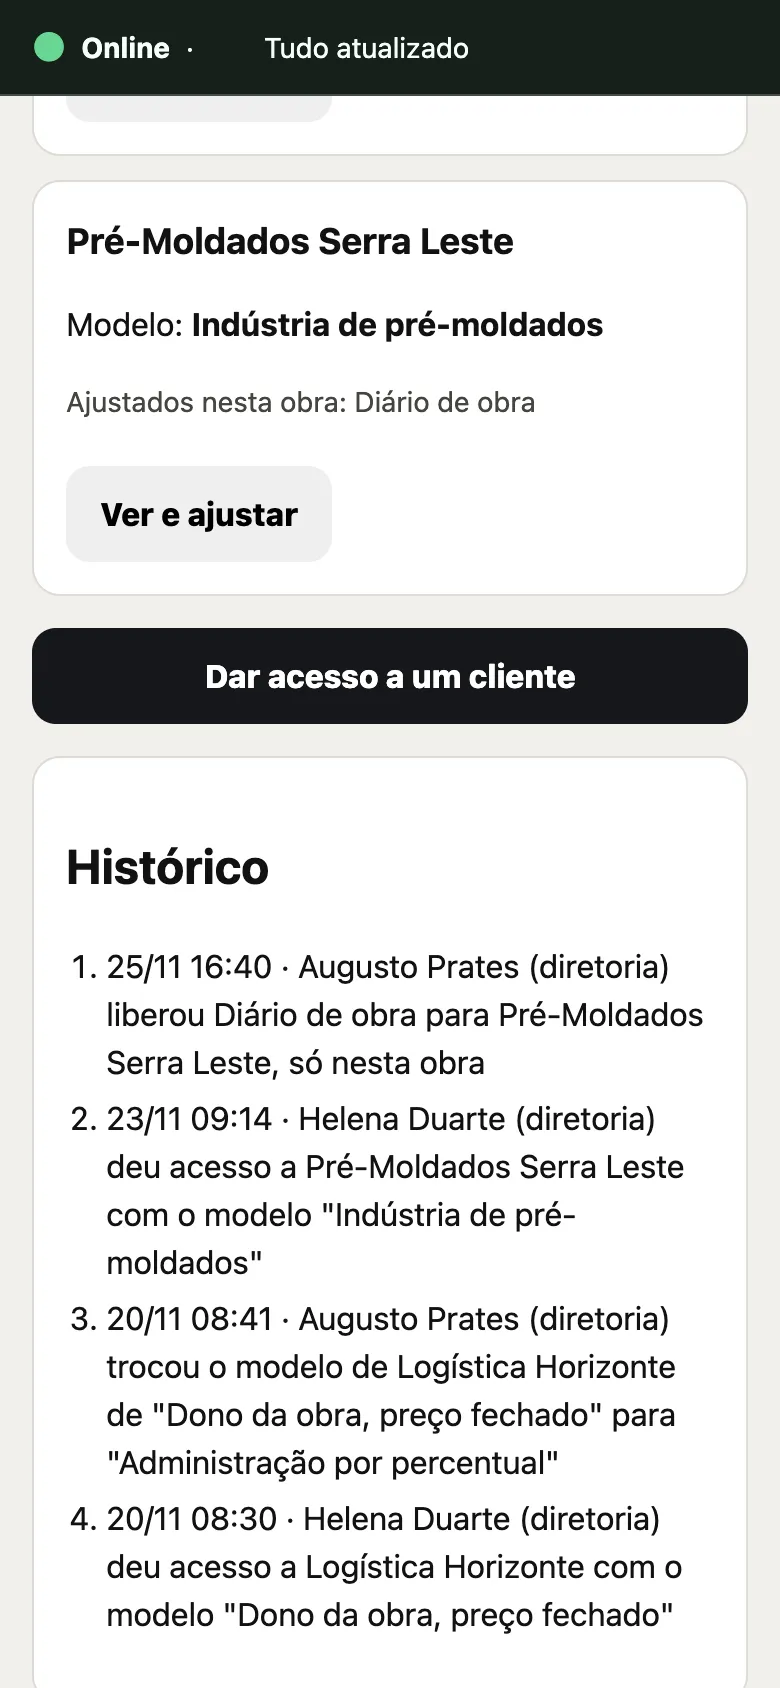 Online · Tudo atualizado
Pré-Moldados Serra Leste
Modelo: Indústria de pré-moldados
Ajustados nesta obra: Diário de obra
Ver e ajustar
Dar acesso a um cliente
Histórico
1. 25/11 16:40 · Augusto Prates (diretoria)
liberou Diário de obra para Pré-Moldados
Serra Leste, só nesta obra
2. 23/11 09:14 · Helena Duarte (diretoria)
deu acesso a Pré-Moldados Serra Leste
com o modelo "Indústria de pré-
moldados"
3. 20/11 08:41 · Augusto Prates (diretoria)
trocou o modelo de Logística Horizonte
de "Dono da obra, preço fechado" para
"Administração por percentual"
4. 20/11 08:30 · Helena Duarte (diretoria)
deu acesso a Logística Horizonte com o
modelo "Dono da obra, preço fechado"